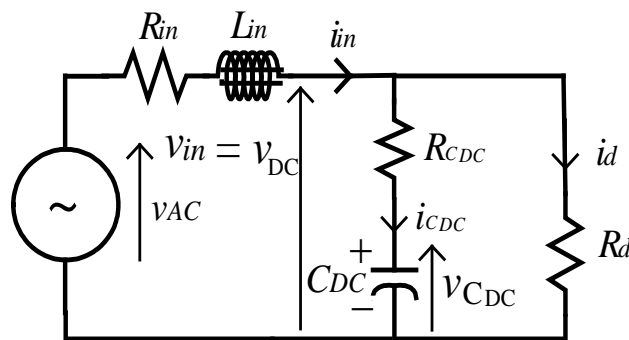 Rin
Lin
iin
vin = vDC
vAC
~
RCDC
id
iCDC
Rd
+
CDC
vCDC
−